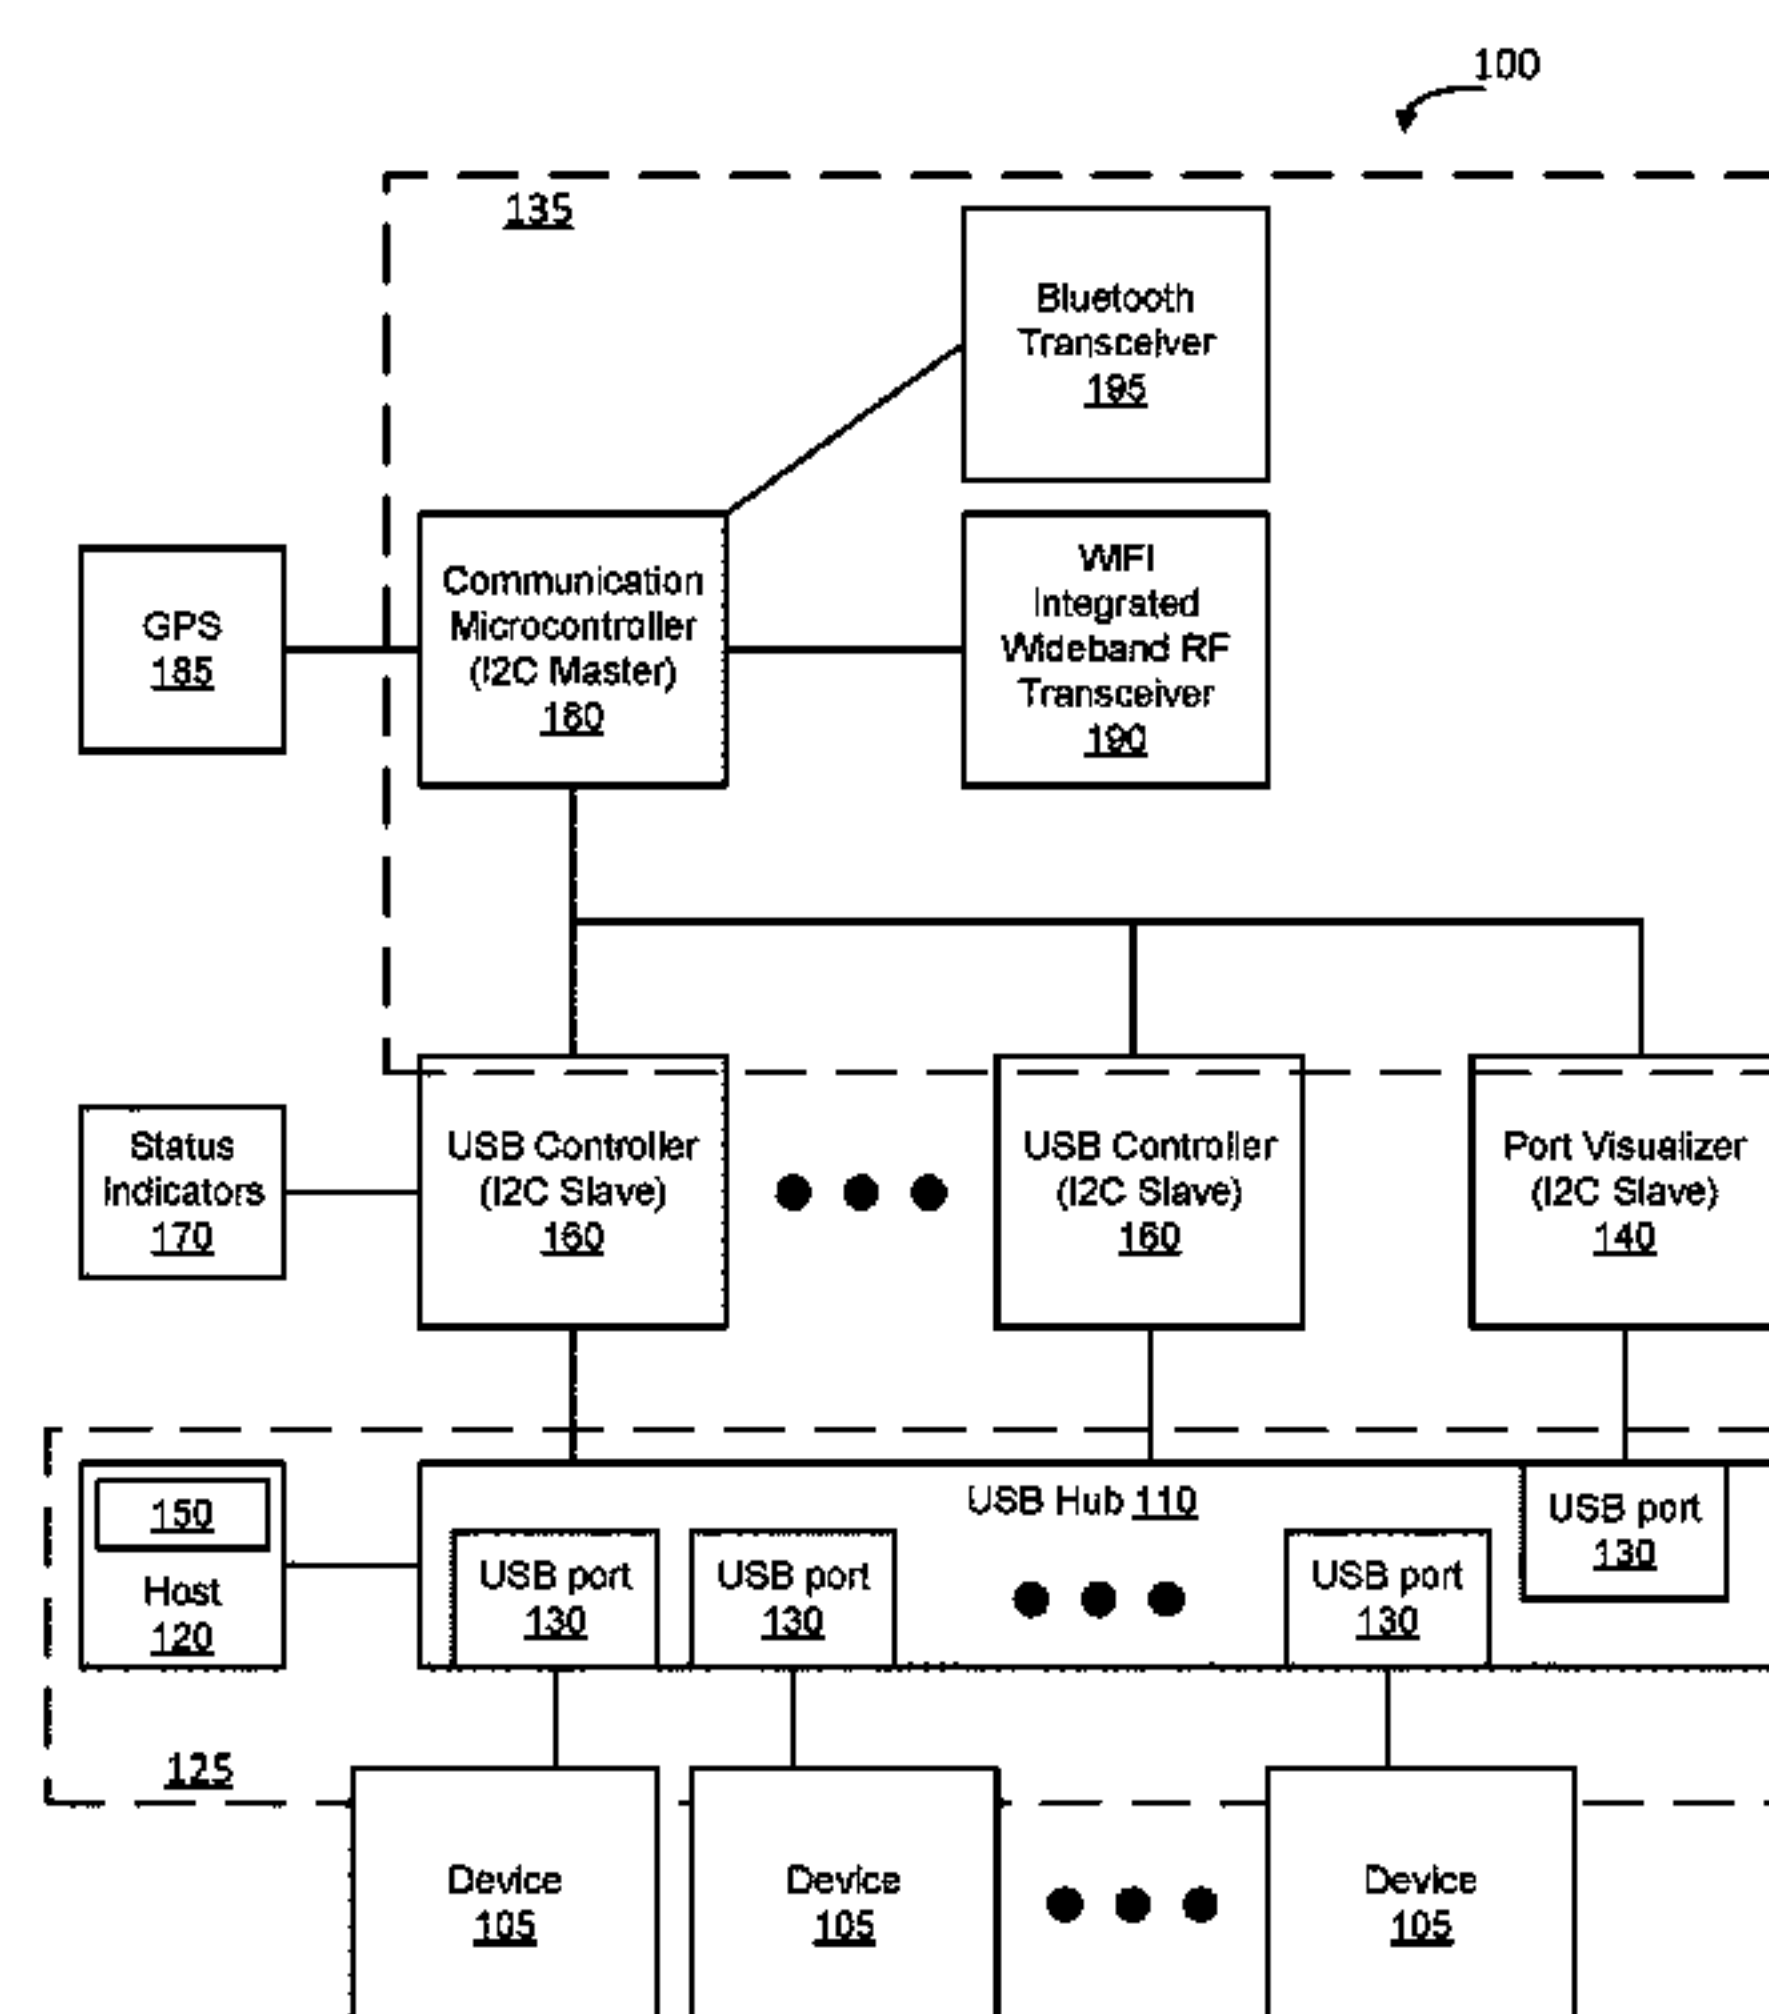 100
135
Bluetooth
Transceiver
195
GPS
185
Communication
Microcontroller
(I2C Master)
180
WIFI
Integrated
Wideband RF
Transceiver
190
Status
Indicators
170
USB Controller
(I2C Slave)
160
USB Controller
(I2C Slave)
160
Port Visualizer
(I2C Slave)
140
150
Host
120
USB Hub 110
USB port
130
USB port
130
USB port
130
USB port
130
125
Device
105
Device
105
Device
105